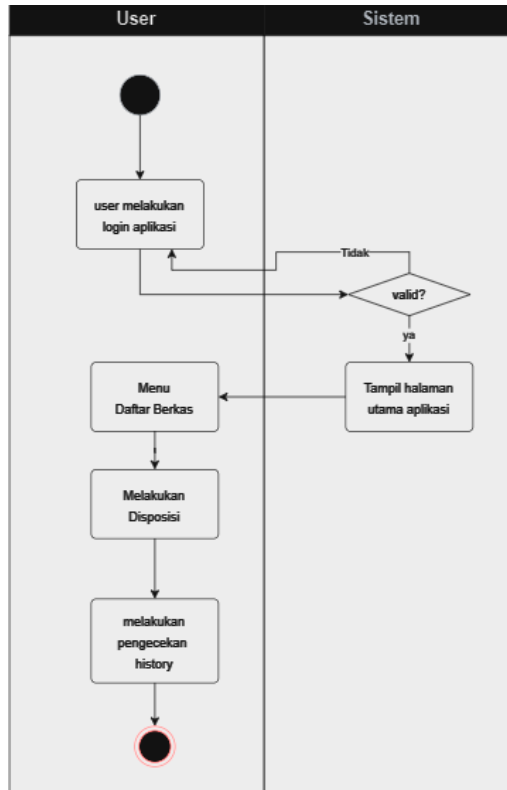 User
Sistem
user melakukan
login aplikasi
Tidak
valid?
ya
Tampil halaman
utama aplikasi
Menu
Daftar Berkas
Melakukan
Disposisi
melakukan
pengecekan
history